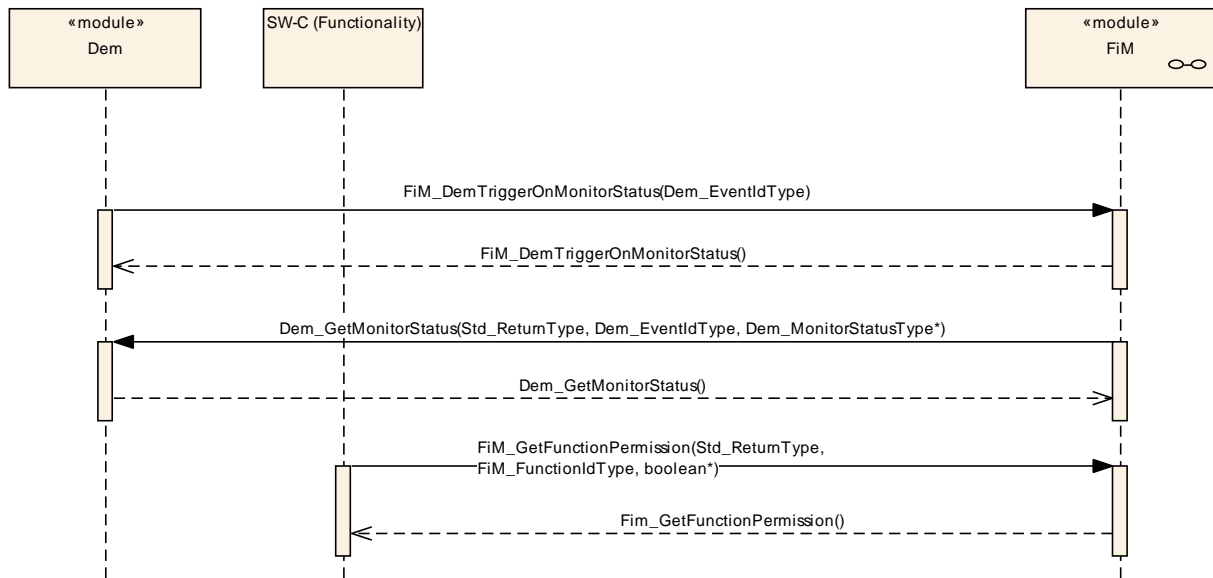 «module»
Dem
SW-C (Functionality)
«module»
FiM
FiM_DemTriggerOnMonitorStatus(Dem_EventIdType)
FiM_DemTriggerOnMonitorStatus()
Dem_GetMonitorStatus(Std_ReturnType, Dem_EventIdType, Dem_MonitorStatusType*)
Dem_GetMonitorStatus()
FiM_GetFunctionPermission(Std_ReturnType,
FiM_FunctionIdType, boolean*)
Fim_GetFunctionPermission()